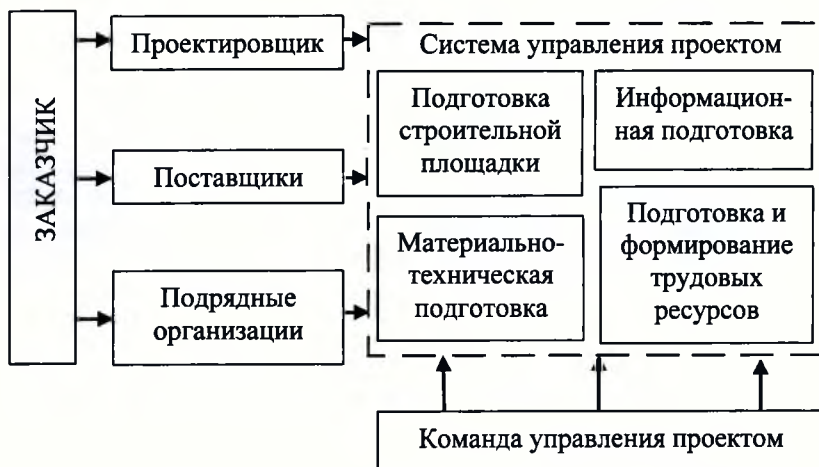 ЗАКАЗЧИК
Проектировщик
Поставщики
Подрядные
организации
Система управления проектом
Подготовка
строительной
площадки
Информацион-
ная подготовка
Материально-
техническая
подготовка
Подготовка и
формирование
трудовых
ресурсов
Команда управления проектом